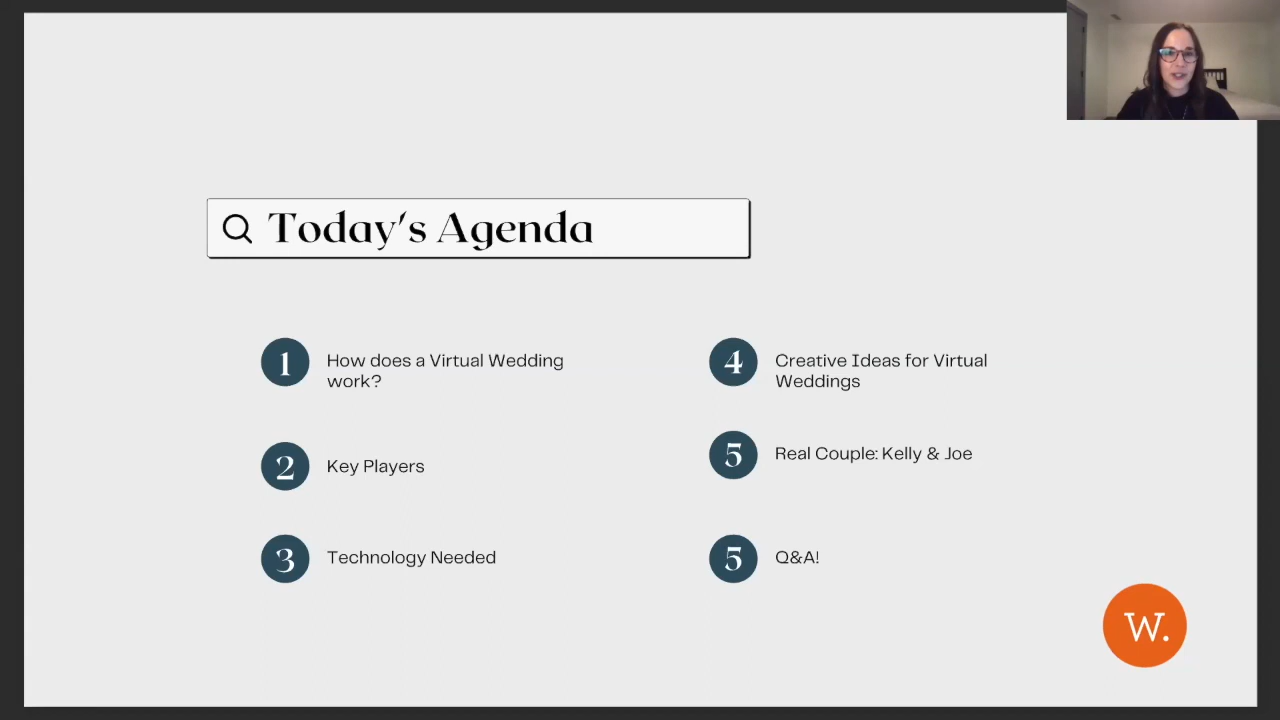 Today's Agenda
1
How does a Virtual Wedding
work?
2
Key Players
3
Technology Needed
4
Creative Ideas for Virtual
Weddings
5
Real Couple: Kelly & Joe
5
Q&A!
W.